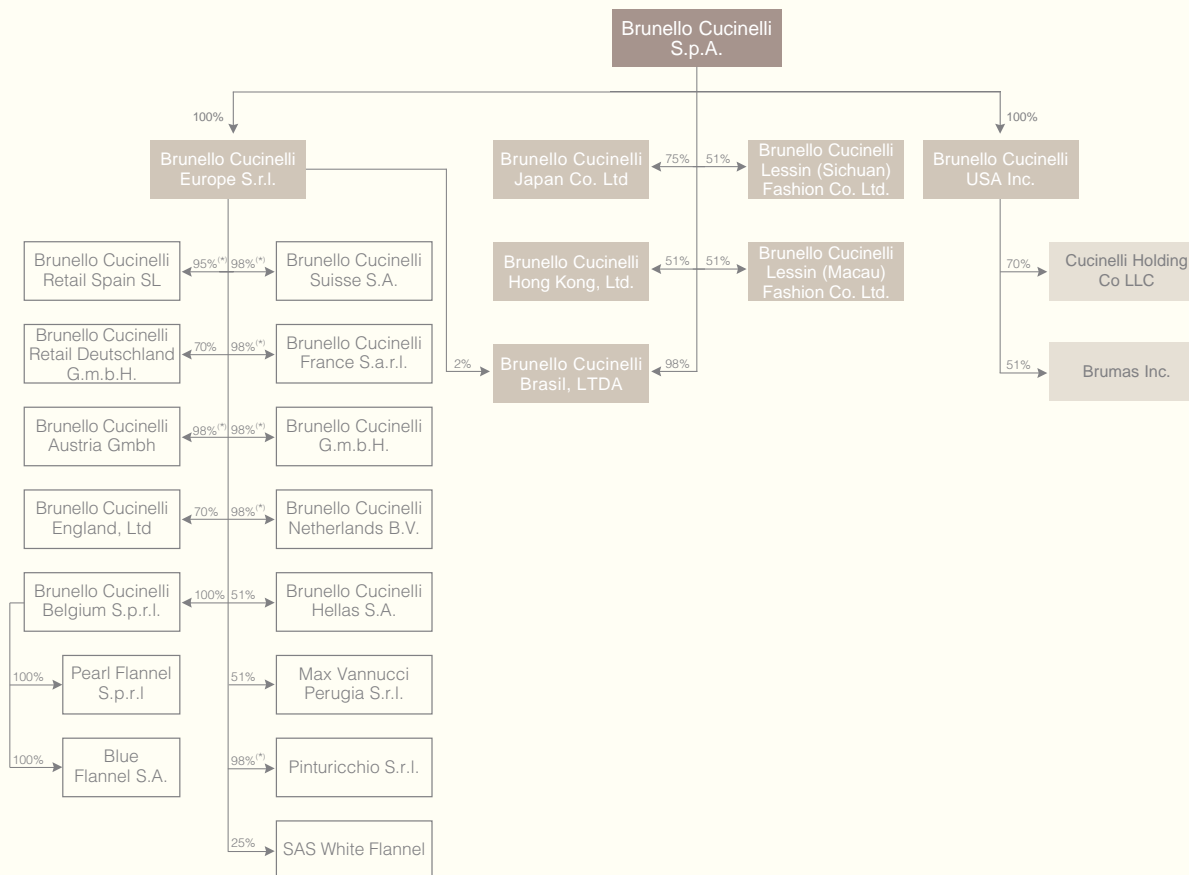 Brunello Cucinelli
S.p.A.
100%
100%
Brunello Cucinelli
Europe S.r.l.
Brunello Cucinelli
Japan Co. Ltd
75%
51%
Brunello Cucinelli
Lessin (Sichuan)
Fashion Co. Ltd.
Brunello Cucinelli
USA Inc.
Brunello Cucinelli
Retail Spain SL
95%(*)
98%(*)
Brunello Cucinelli
Suisse S.A.
Brunello Cucinelli
Hong Kong, Ltd.
51%
51%
Brunello Cucinelli
Lessin (Macau)
Fashion Co. Ltd.
70%
Cucinelli Holding
Co LLC
Brunello Cucinelli
Retail Deutschland
G.m.b.H.
70%
98%(*)
Brunello Cucinelli
France S.a.r.l.
2%
Brunello Cucinelli
Brasil, LTDA
98%
51%
Brumas Inc.
Brunello Cucinelli
Austria Gmbh
98%(*)
98%(*)
Brunello Cucinelli
G.m.b.H.
Brunello Cucinelli
England, Ltd
70%
98%(*)
Brunello Cucinelli
Netherlands B.V.
Brunello Cucinelli
Belgium S.p.r.l.
100%
51%
Brunello Cucinelli
Hellas S.A.
100%
Pearl Flannel
S.p.r.l
51%
Max Vannucci
Perugia S.r.l.
100%
Blue
Flannel S.A.
98%(*)
Pinturicchio S.r.l.
25%
SAS White Flannel